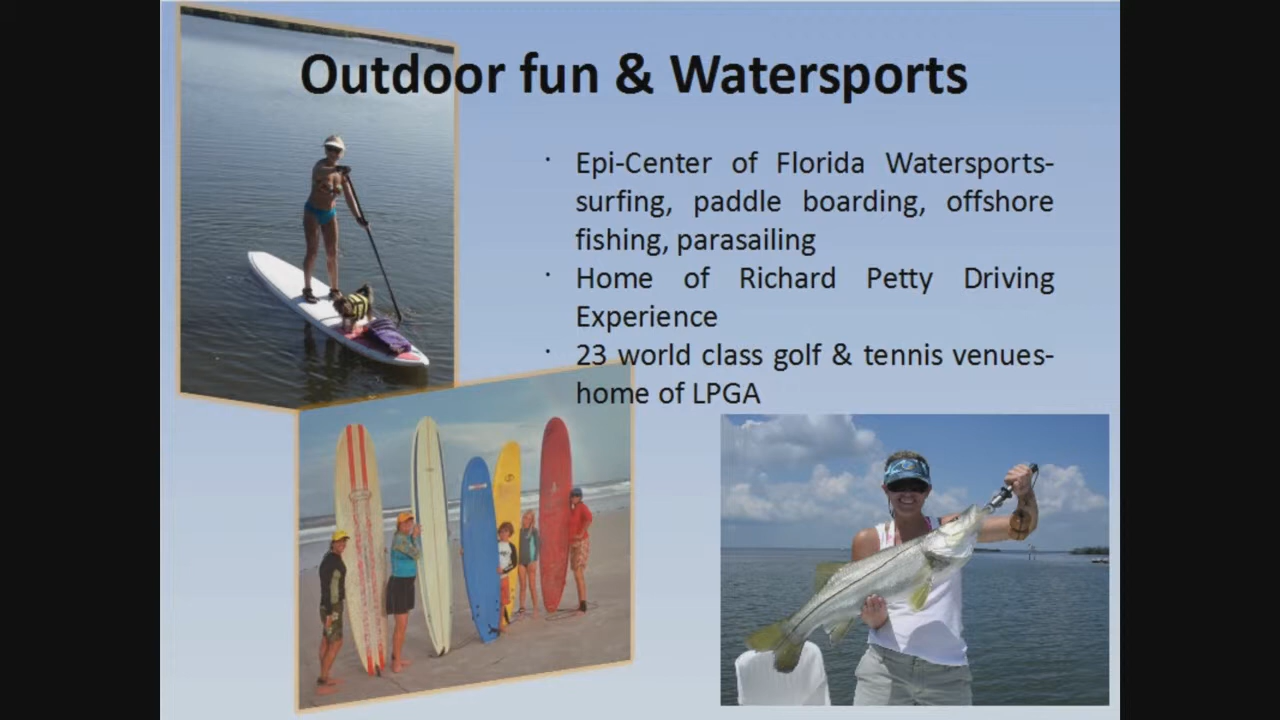 Outdoor fun & Watersports
· Epi-Center of Florida Watersports-
surfing, paddle boarding, offshore
fishing, parasailing
· Home of Richard Petty Driving
Experience
· 23 world class golf & tennis venues-
home of LPGA